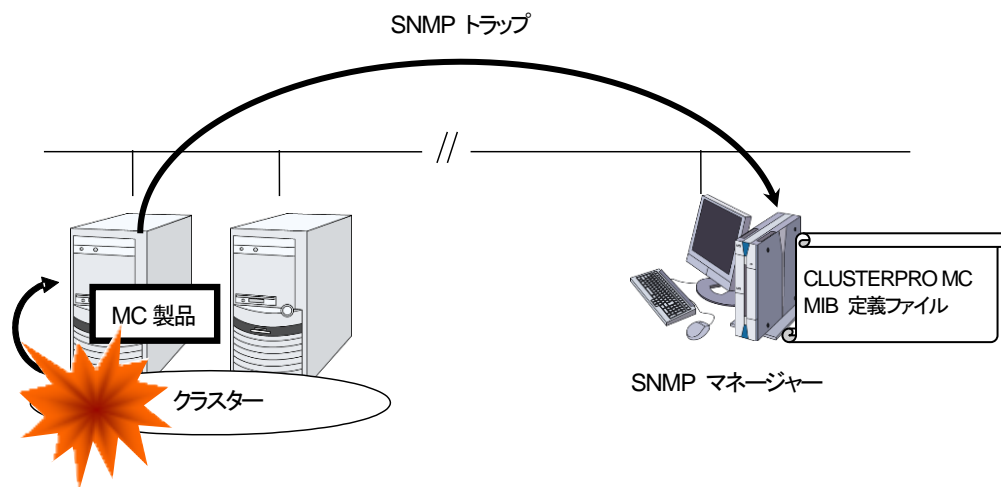 SNMP トラップ
MC 製品
クラスター
CLUSTERPRO MC
MIB 定義ファイル
SNMP マネージャー